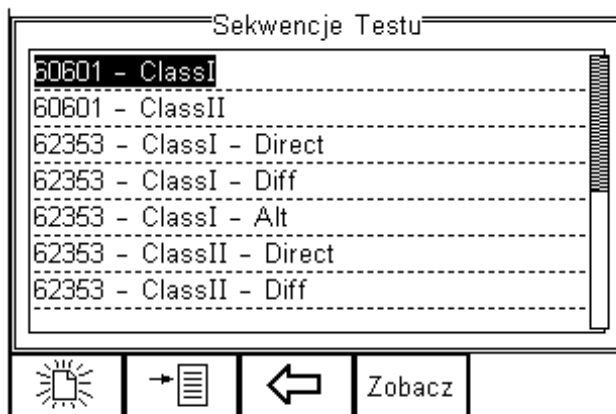 Sekwencje Testu
60601 - ClassI
60601 - ClassII
62353 - ClassI - Direct
62353 - ClassI - Diff
62353 - ClassI - Alt
62353 - ClassII - Direct
62353 - ClassII - Diff
Zobacz